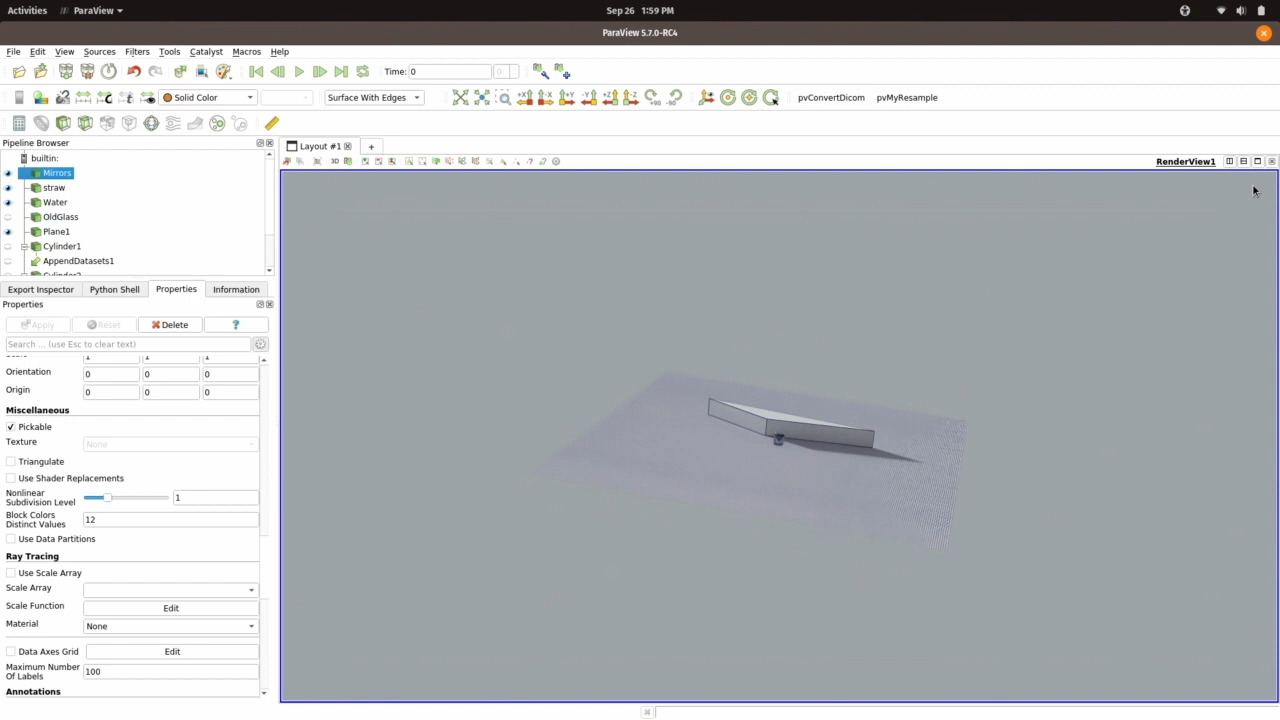 Activities ParaView Sep 26 1:59 PM
ParaView 5.7.0-RC4
File Edit View Sources Filters Tools Catalyst Macros Help
Time: 0 0
Solid Color Surface With Edges pvConvertDicom pvMyResample
Pipeline Browser
Layout #1 +
3D RenderView1
builtin:
Mirrors
straw
Water
OldGlass
Plane1
Cylinder1
AppendDatasets1
Export Inspector Python Shell Properties Information
Properties
Apply Reset Delete ?
Search ... (use Esc to clear text)
1 1 1
Orientation 0 0 0
Origin 0 0 0
Miscellaneous
Pickable
Texture None
Triangulate
Use Shader Replacements
Nonlinear
Subdivision Level 1
Block Colors
Distinct Values 12
Use Data Partitions
Ray Tracing
Use Scale Array
Scale Array
Scale Function Edit
Material None
Data Axes Grid Edit
Maximum Number
Of Labels 100
Annotations